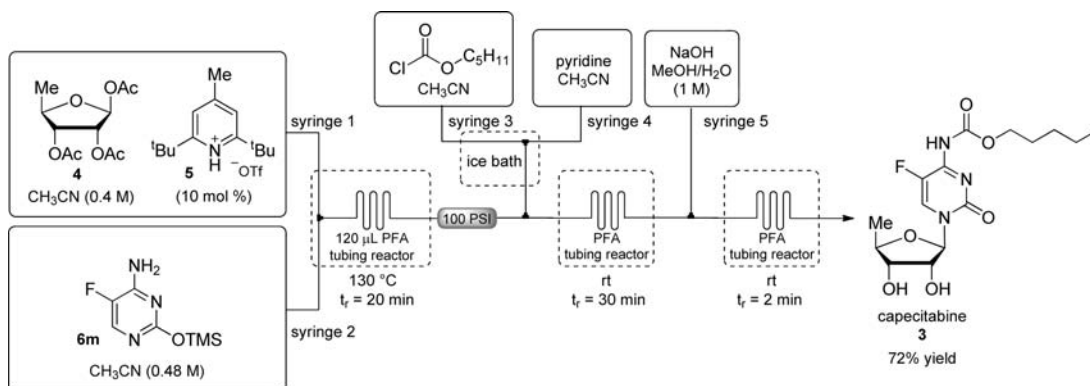 Me
O
OAc
OAc
OAc
4
CH₃CN (0.4 M)
Me
ᵗBu
N
+
H
ᵗBu
⁻OTf
5
(10 mol %)
syringe 1
NH₂
F
N
N
OTMS
6m
CH₃CN (0.48 M)
syringe 2
O
Cl
O
C₅H₁₁
CH₃CN
syringe 3
pyridine
CH₃CN
syringe 4
NaOH
MeOH/H₂O
(1 M)
syringe 5
ice bath
120 μL PFA
tubing reactor
130 °C
tᵣ = 20 min
100 PSI
PFA
tubing reactor
rt
tᵣ = 30 min
PFA
tubing reactor
rt
tᵣ = 2 min
O
HN
O
F
N
N
O
Me
O
OH
OH
capecitabine
3
72% yield